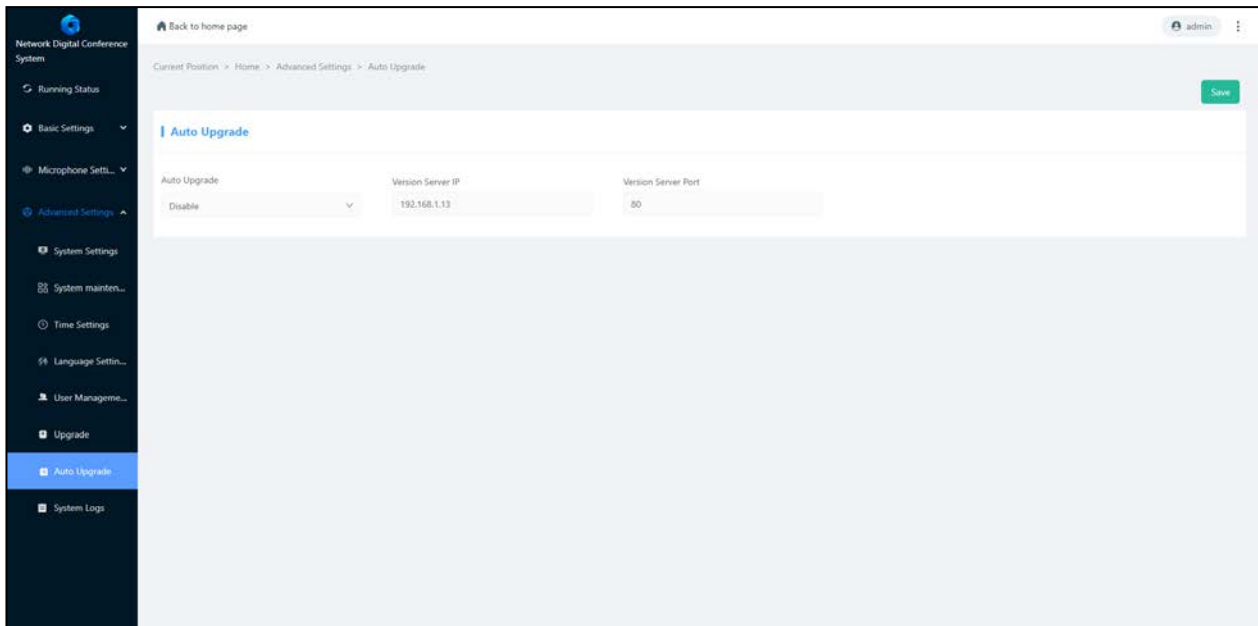 Network Digital Conference
System
Back to home page
admin
Current Position > Home > Advanced Settings > Auto Upgrade
Save
Running Status
Basic Settings
Microphone Setti...
Advanced Settings
System Settings
System mainten...
Time Settings
Language Settin...
User Manageme...
Upgrade
Auto Upgrade
System Logs
Auto Upgrade
Auto Upgrade Version Server IP Version Server Port
Disable 192.168.1.13 80